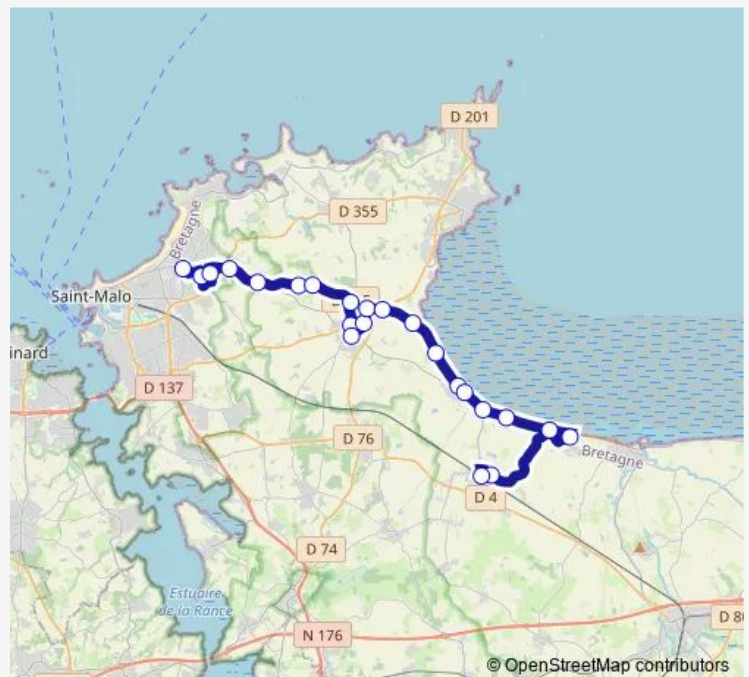 D 201
D 355
Bretagne
Saint-Malo
inard
D 137
D 76
Bretagne
D 4
D 74
Estuaire
de la Rance
N 176
D 8
© OpenStreetMap contributors